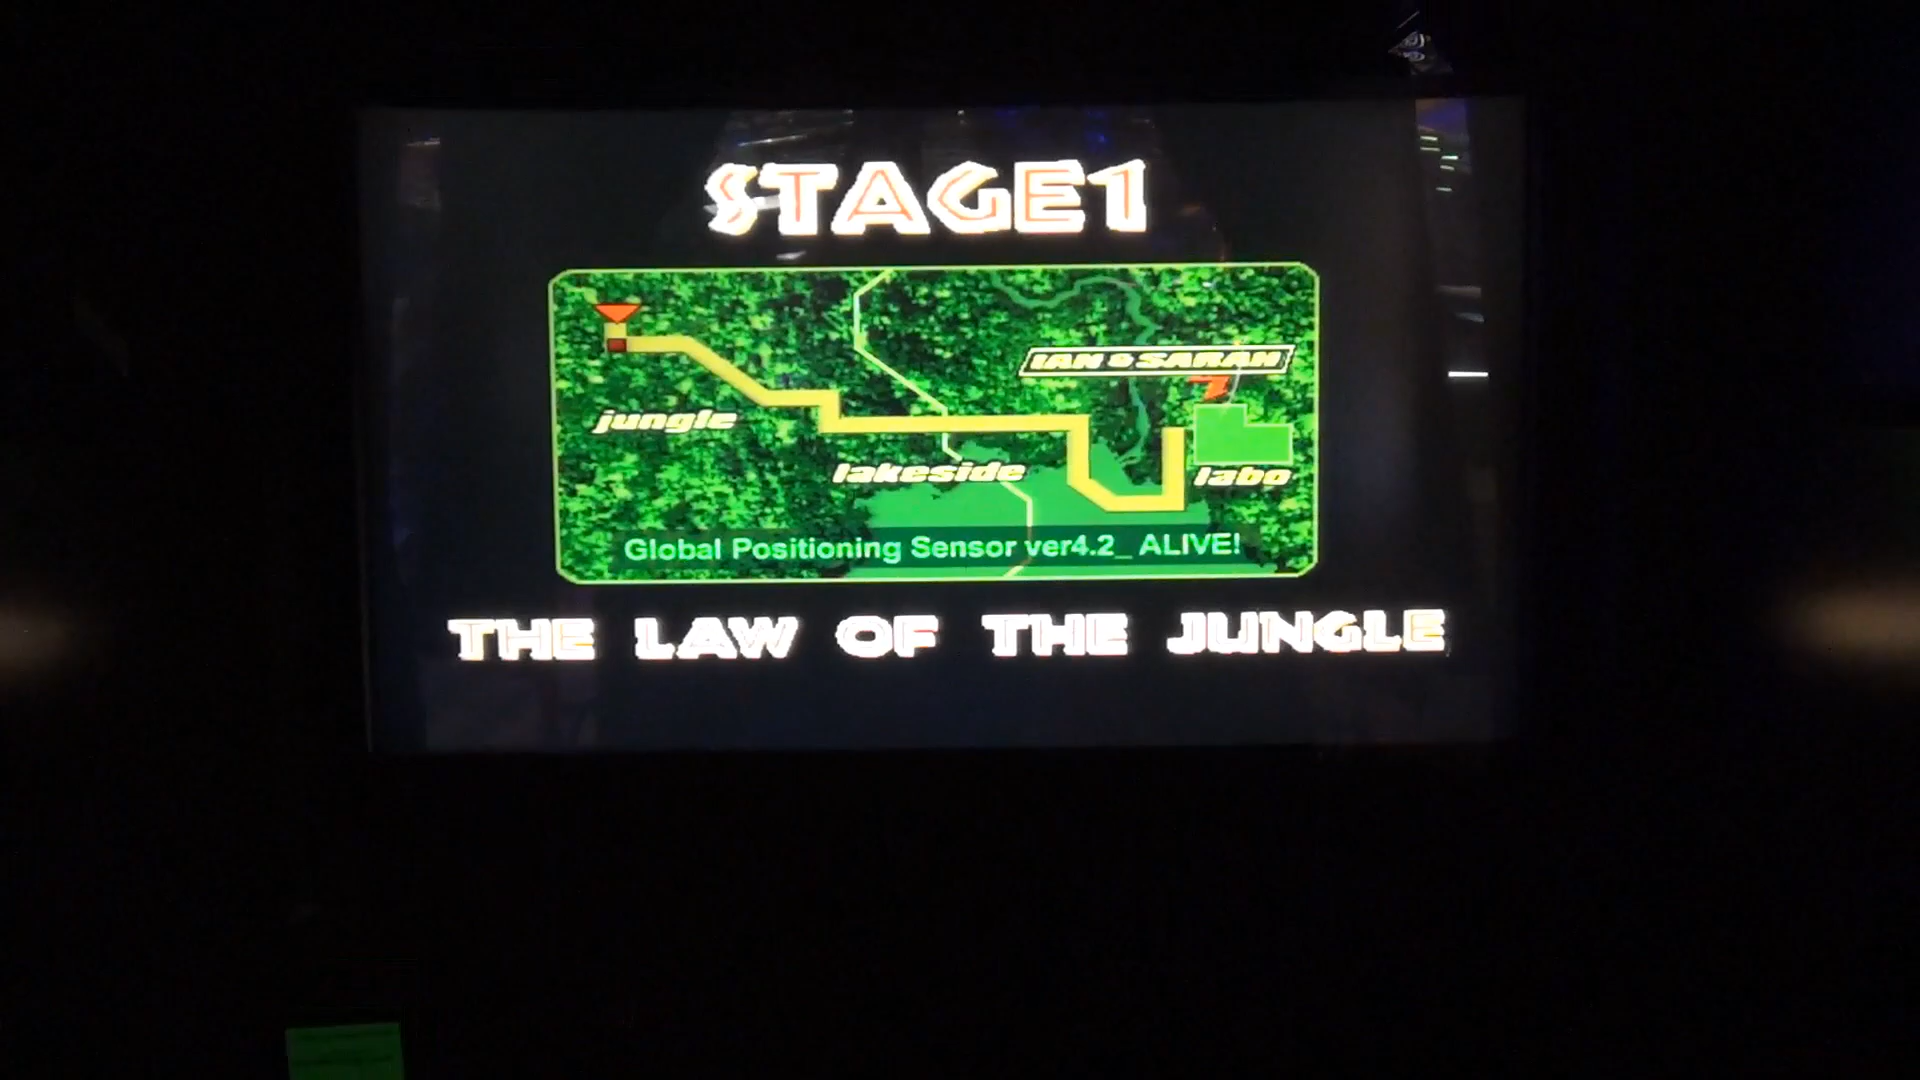 STAGE1
IAN & SARAH
jungle
lakeside
labo
Global Positioning Sensor ver4.2_ ALIVE!
THE LAW OF THE JUNGLE